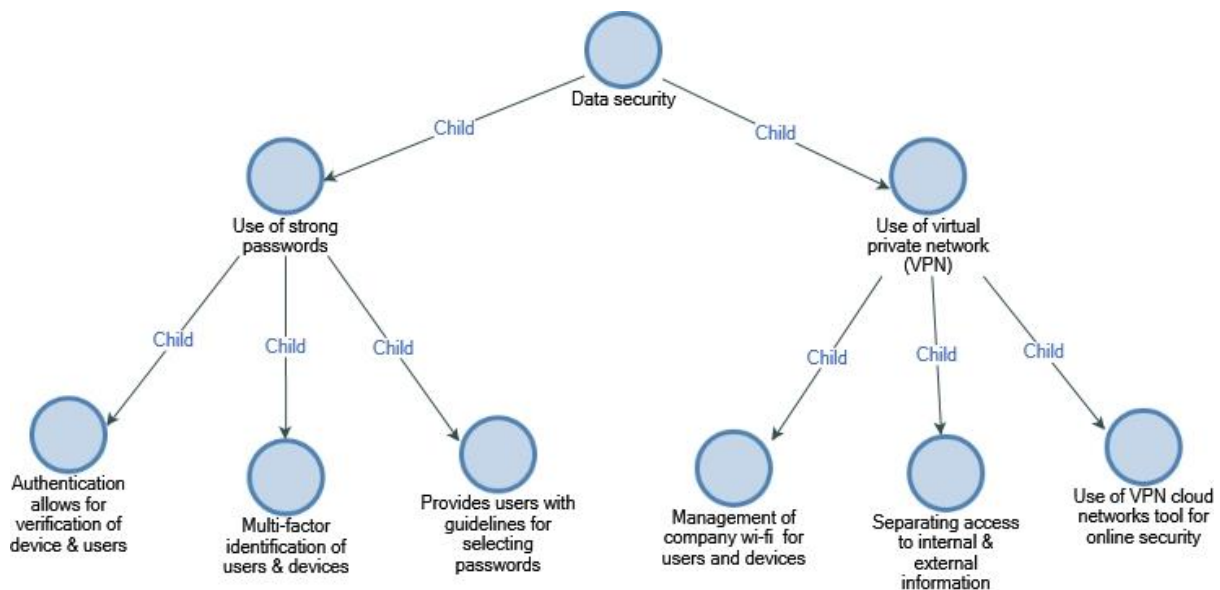 Data security
Child
Child
Use of strong
passwords
Use of virtual
private network
(VPN)
Child
Child
Child
Child
Child
Child
Authentication
allows for
verification of
device & users
Multi-factor
identification of
users & devices
Provides users with
guidelines for
selecting
passwords
Management of
company wi-fi for
users and devices
Separating access
to internal &
external
information
Use of VPN cloud
networks tool for
online security